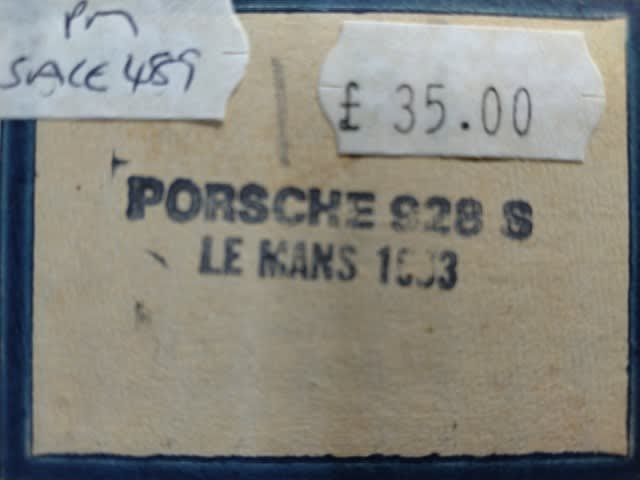 Pm
SALE 489
£ 35.00
PORSCHE 928 S
LE MANS